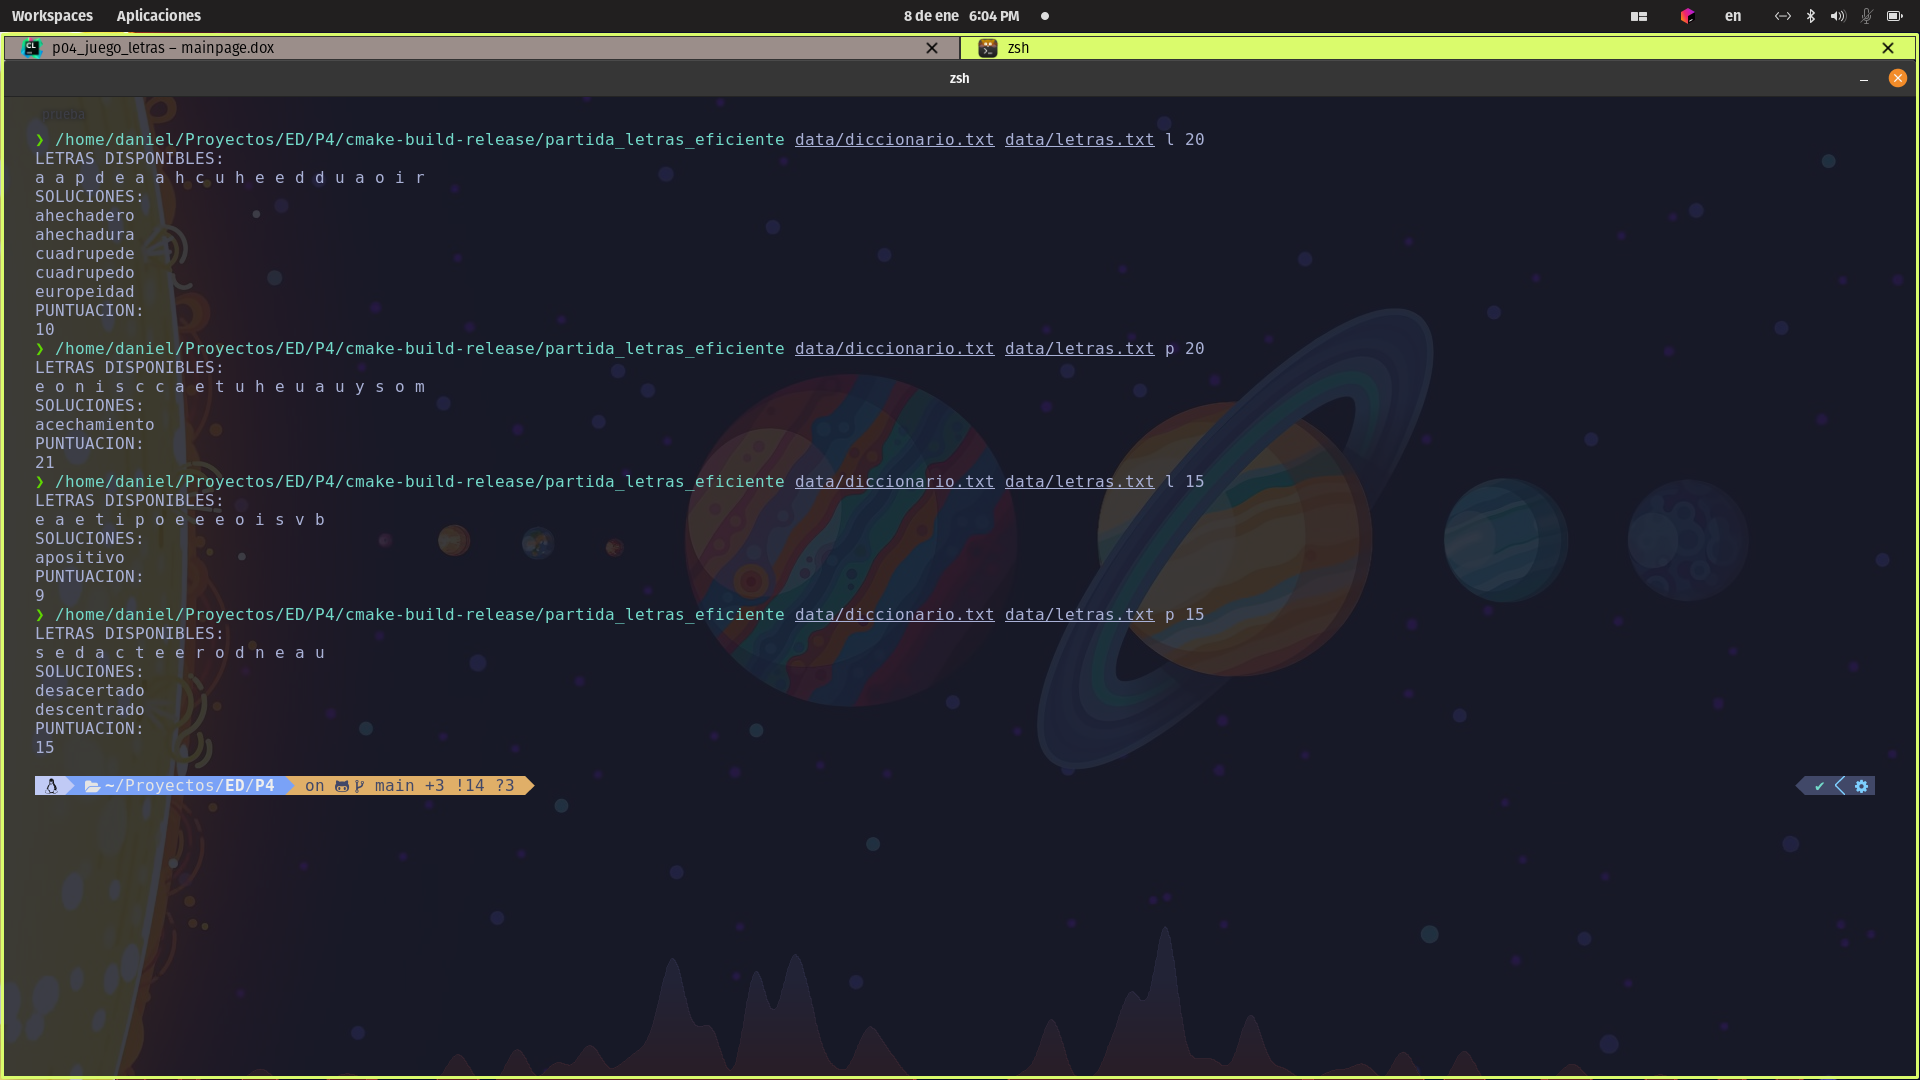 Workspaces Aplicaciones 8 de ene 6:04 PM en
p04_juego_letras – mainpage.dox zsh
zsh
prueba
❯ /home/daniel/Proyectos/ED/P4/cmake-build-release/partida_letras_eficiente data/diccionario.txt data/letras.txt l 20
LETRAS DISPONIBLES:
a a p d e a a h c u h e e d d u a o i r
SOLUCIONES:
ahechadero
ahechadura
cuadrupede
cuadrupedo
europeidad
PUNTUACION:
10
❯ /home/daniel/Proyectos/ED/P4/cmake-build-release/partida_letras_eficiente data/diccionario.txt data/letras.txt p 20
LETRAS DISPONIBLES:
e o n i s c c a e t u h e u a u y s o m
SOLUCIONES:
acechamiento
PUNTUACION:
21
❯ /home/daniel/Proyectos/ED/P4/cmake-build-release/partida_letras_eficiente data/diccionario.txt data/letras.txt l 15
LETRAS DISPONIBLES:
e a e t i p o e e e o i s v b
SOLUCIONES:
apositivo
PUNTUACION:
9
❯ /home/daniel/Proyectos/ED/P4/cmake-build-release/partida_letras_eficiente data/diccionario.txt data/letras.txt p 15
LETRAS DISPONIBLES:
s e d a c t e e r o d n e a u
SOLUCIONES:
desacertado
descentrado
PUNTUACION:
15
~/Proyectos/ED/P4 on main +3 !14 ?3 ✔